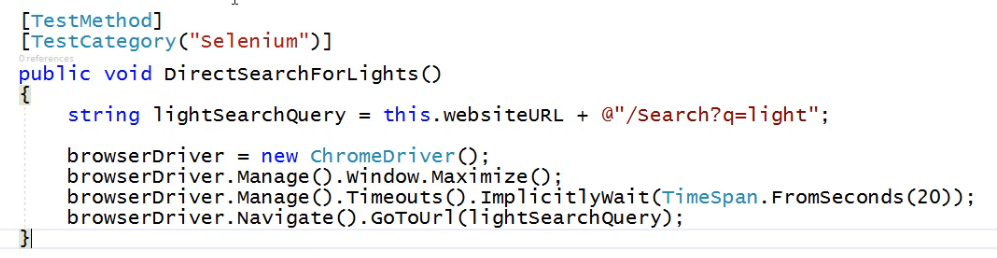 [TestMethod]
[TestCategory("Selenium")]
0 references
public void DirectSearchForLights()
{
string lightSearchQuery = this.websiteURL + @"/Search?q=light";
browserDriver = new ChromeDriver();
browserDriver.Manage().Window.Maximize();
browserDriver.Manage().Timeouts().ImplicitlyWait(TimeSpan.FromSeconds(20));
browserDriver.Navigate().GoToUrl(lightSearchQuery);
}